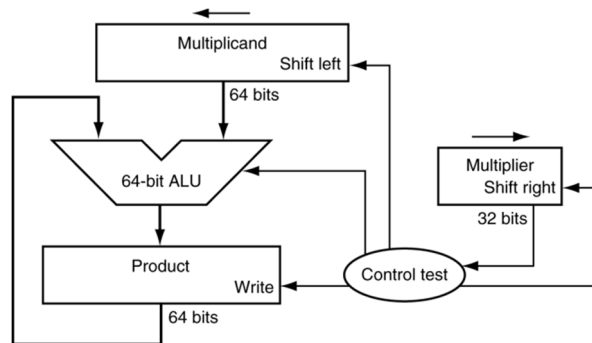 Multiplicand
Shift left
64 bits
64-bit ALU
Multiplier
Shift right
32 bits
Product
Write
Control test
64 bits